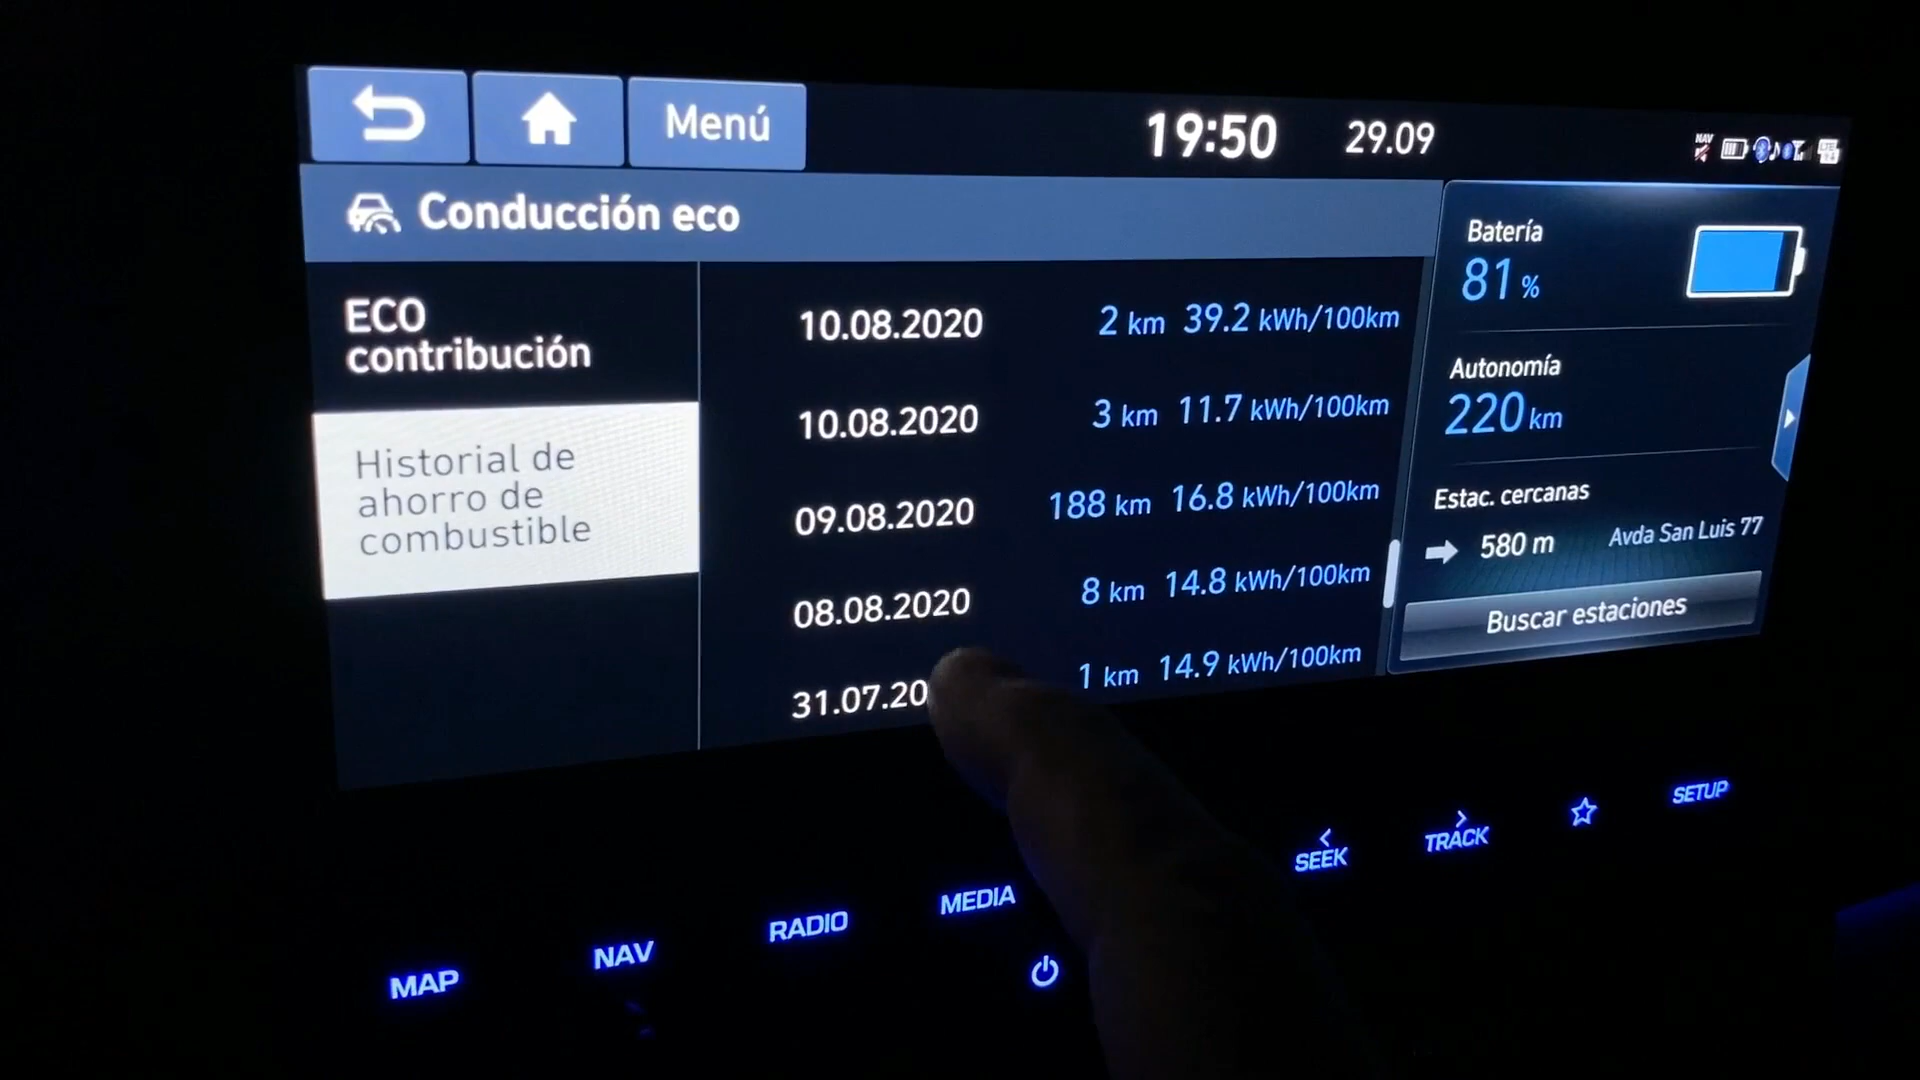 Menú
19:50 29.09
Conducción eco
ECO
contribución
Historial de
ahorro de
combustible
10.08.2020 2 km 39.2 kWh/100km
10.08.2020 3 km 11.7 kWh/100km
09.08.2020 188 km 16.8 kWh/100km
08.08.2020 8 km 14.8 kWh/100km
31.07.20 1 km 14.9 kWh/100km
NAV
Batería
81 %
Autonomía
220 km
Estac. cercanas
580 m Avda San Luis 77
Buscar estaciones
MAP
NAV
RADIO
MEDIA
SEEK
TRACK
SETUP